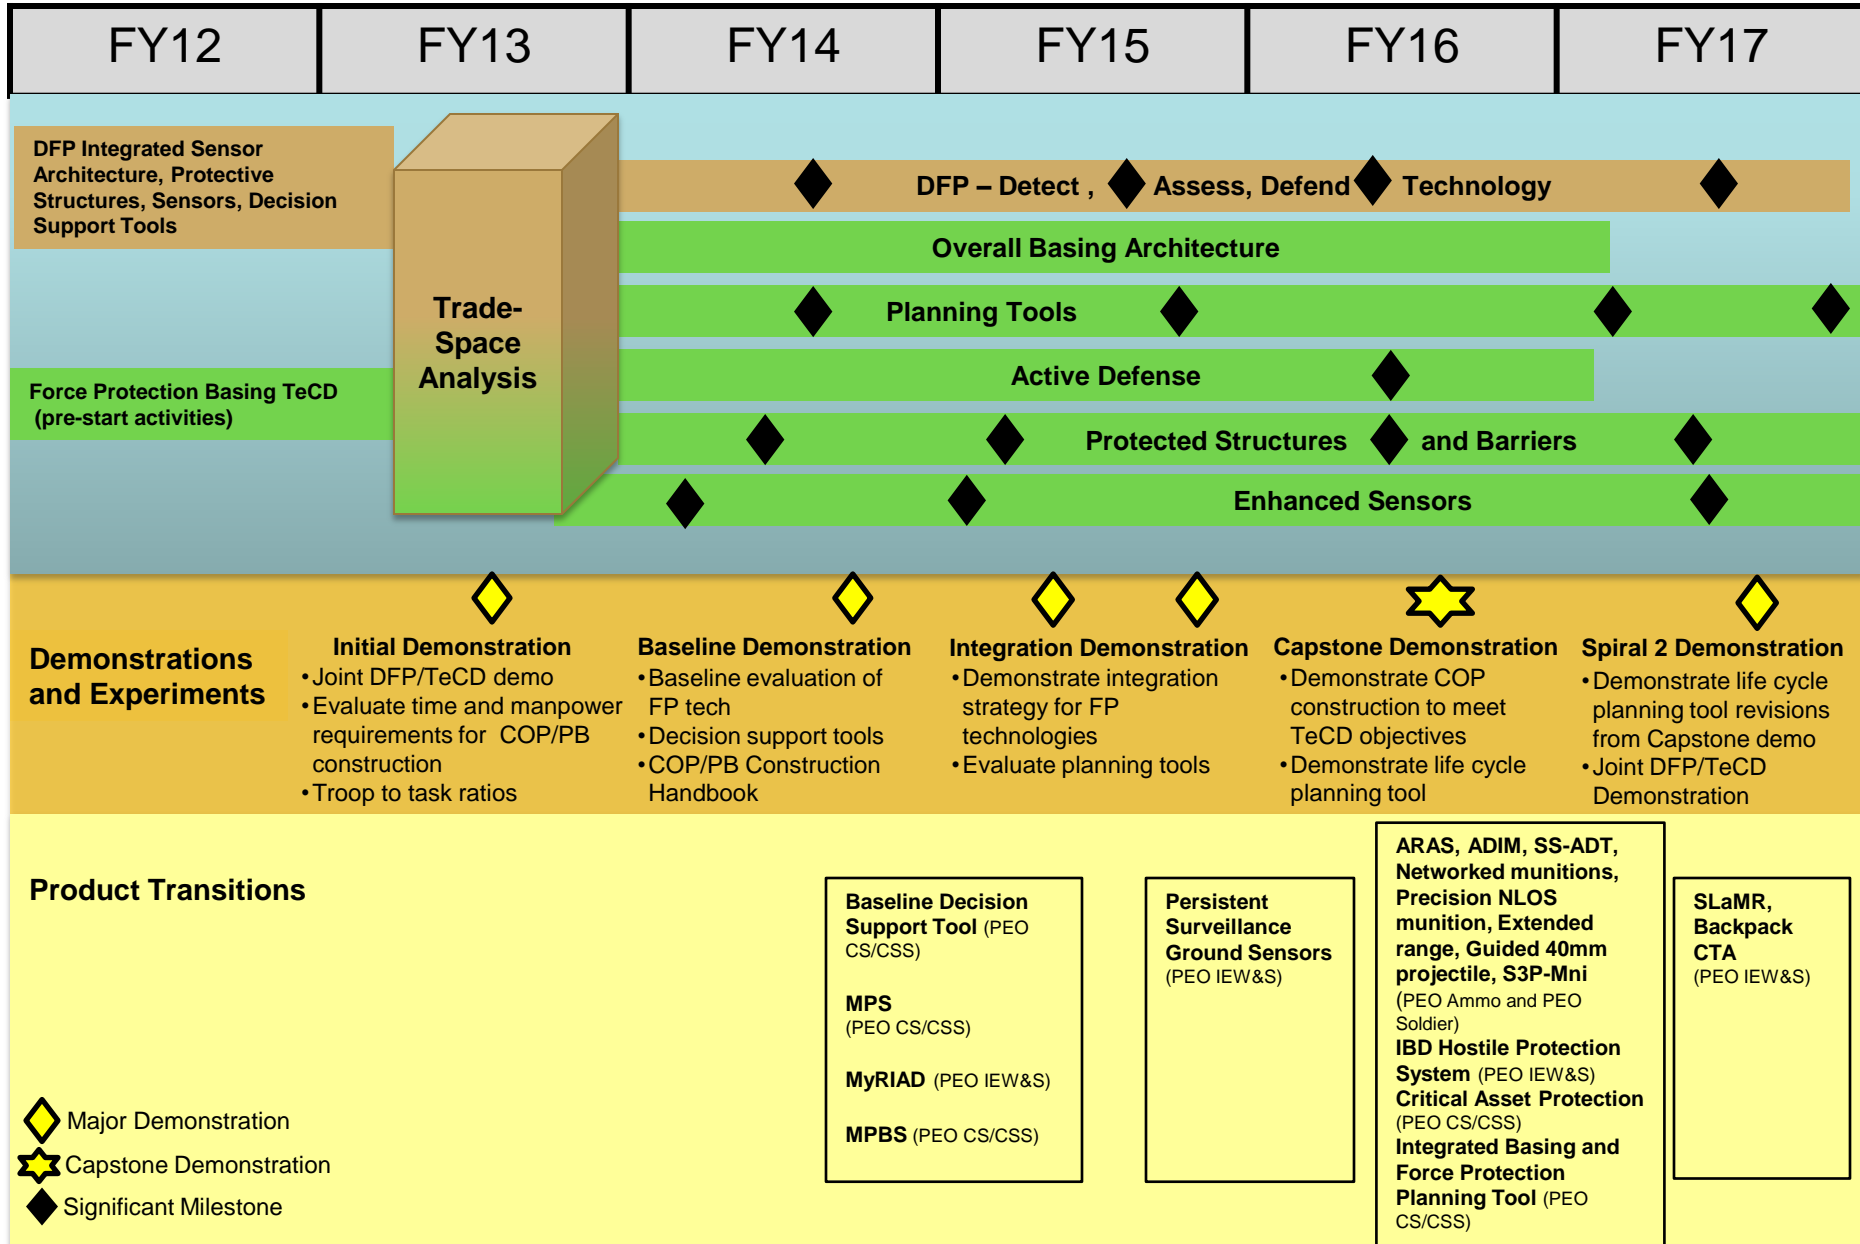 FY12 FY13 FY14 FY15 FY16 FY17
DFP Integrated Sensor
Architecture, Protective
Structures, Sensors, Decision
Support Tools
Force Protection Basing TeCD
(pre-start activities)
Trade-
Space
Analysis
DFP – Detect , Assess, Defend Technology
Overall Basing Architecture
Planning Tools
Active Defense
Protected Structures and Barriers
Enhanced Sensors
Demonstrations
and Experiments
Initial Demonstration
•Joint DFP/TeCD demo
•Evaluate time and manpower
requirements for COP/PB
construction
•Troop to task ratios
Baseline Demonstration
•Baseline evaluation of
FP tech
•Decision support tools
•COP/PB Construction
Handbook
Integration Demonstration
•Demonstrate integration
strategy for FP
technologies
•Evaluate planning tools
Capstone Demonstration
•Demonstrate COP
construction to meet
TeCD objectives
•Demonstrate life cycle
planning tool
Spiral 2 Demonstration
•Demonstrate life cycle
planning tool revisions
from Capstone demo
•Joint DFP/TeCD
Demonstration
Product Transitions
Baseline Decision
Support Tool (PEO
CS/CSS)
MPS
(PEO CS/CSS)
MyRIAD (PEO IEW&S)
MPBS (PEO CS/CSS)
Persistent
Surveillance
Ground Sensors
(PEO IEW&S)
ARAS, ADIM, SS-ADT,
Networked munitions,
Precision NLOS
munition, Extended
range, Guided 40mm
projectile, S3P-Mni
(PEO Ammo and PEO
Soldier)
IBD Hostile Protection
System (PEO IEW&S)
Critical Asset Protection
(PEO CS/CSS)
Integrated Basing and
Force Protection
Planning Tool (PEO
CS/CSS)
SLaMR,
Backpack
CTA
(PEO IEW&S)
Major Demonstration
Capstone Demonstration
Significant Milestone